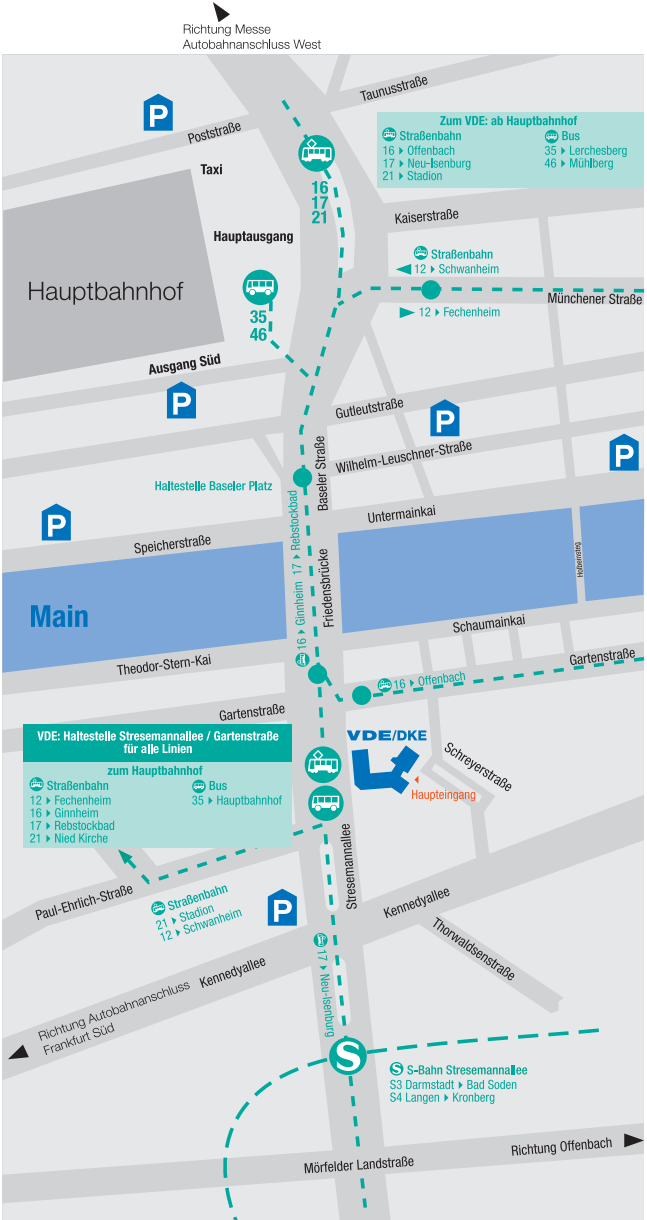 Richtung Messe
Autobahnanschluss West
Taunusstraße
P
Poststraße
Zum VDE: ab Hauptbahnhof
Straßenbahn
16 ▸ Offenbach
17 ▸ Neu-Isenburg
21 ▸ Stadion
Bus
35 ▸ Lerchesberg
46 ▸ Mühlberg
Taxi
16
17
21
Kaiserstraße
Hauptausgang
Straßenbahn
12 ▸ Schwanheim
Hauptbahnhof
Münchener Straße
12 ▸ Fechenheim
35
46
Ausgang Süd
P
Gutleutstraße
P
Baseler Straße
Wilhelm-Leuschner-Straße
P
Haltestelle Baseler Platz
P
Untermainkai
Speicherstraße
16 ▸ Ginnheim 17 ▸ Rebstockbad
Friedensbrücke
Holbeinsteg
Main
Schaumainkai
Theodor-Stern-Kai
Gartenstraße
16 ▸ Offenbach
Gartenstraße
VDE: Haltestelle Stresemannallee / Gartenstraße
für alle Linien
zum Hauptbahnhof
Straßenbahn
12 ▸ Fechenheim
16 ▸ Ginnheim
17 ▸ Rebstockbad
21 ▸ Nied Kirche
Bus
35 ▸ Hauptbahnhof
VDE/DKE
Schreyerstraße
Haupteingang
Stresemannallee
Paul-Ehrlich-Straße
Straßenbahn
21 ▸ Stadion
12 ▸ Schwanheim
P
Kennedyallee
Thorwaldsenstraße
17 ▸ Neu-Isenburg
Kennedyallee
Richtung Autobahnanschluss
Frankfurt Süd
S
S S-Bahn Stresemannallee
S3 Darmstadt ▸ Bad Soden
S4 Langen ▸ Kronberg
Richtung Offenbach
Mörfelder Landstraße